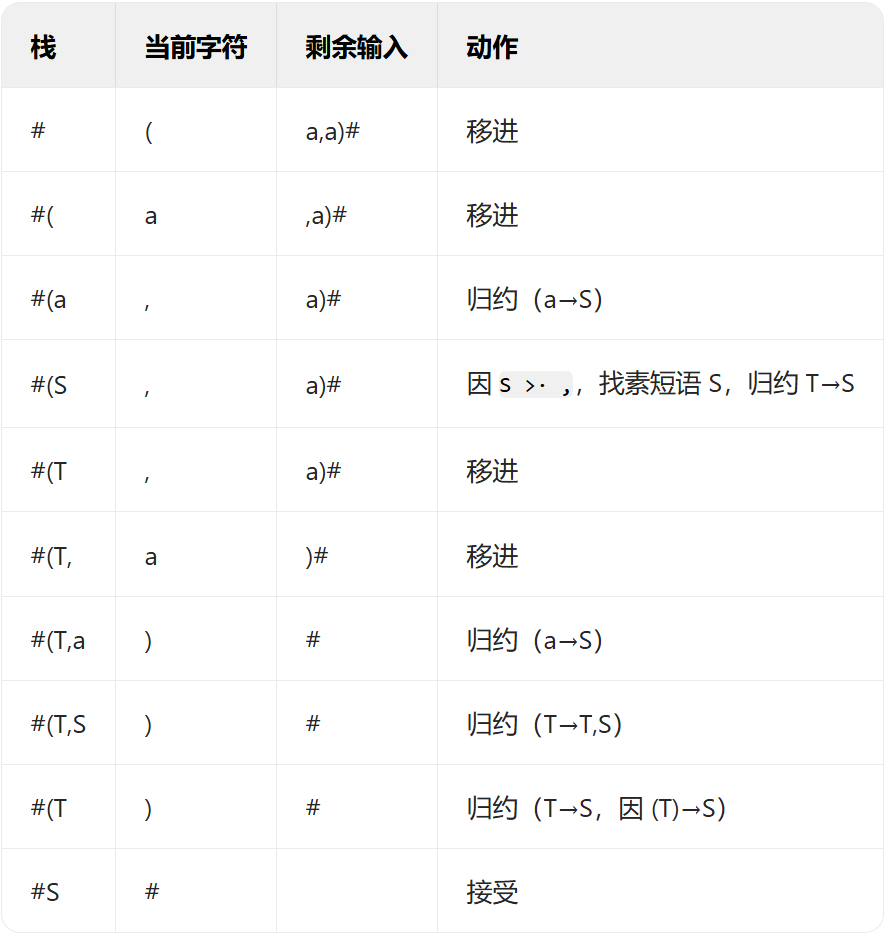 栈 当前字符 剩余输入 动作
# ( a,a)# 移进
#( a ,a)# 移进
#(a , a)# 归约（a→S）
#(S , a)# 因 S >· ,，找素短语 S，归约 T→S
#(T , a)# 移进
#(T, a )# 移进
#(T,a ) # 归约（a→S）
#(T,S ) # 归约（T→T,S）
#(T ) # 归约（T→S，因 (T)→S）
#S # 接受